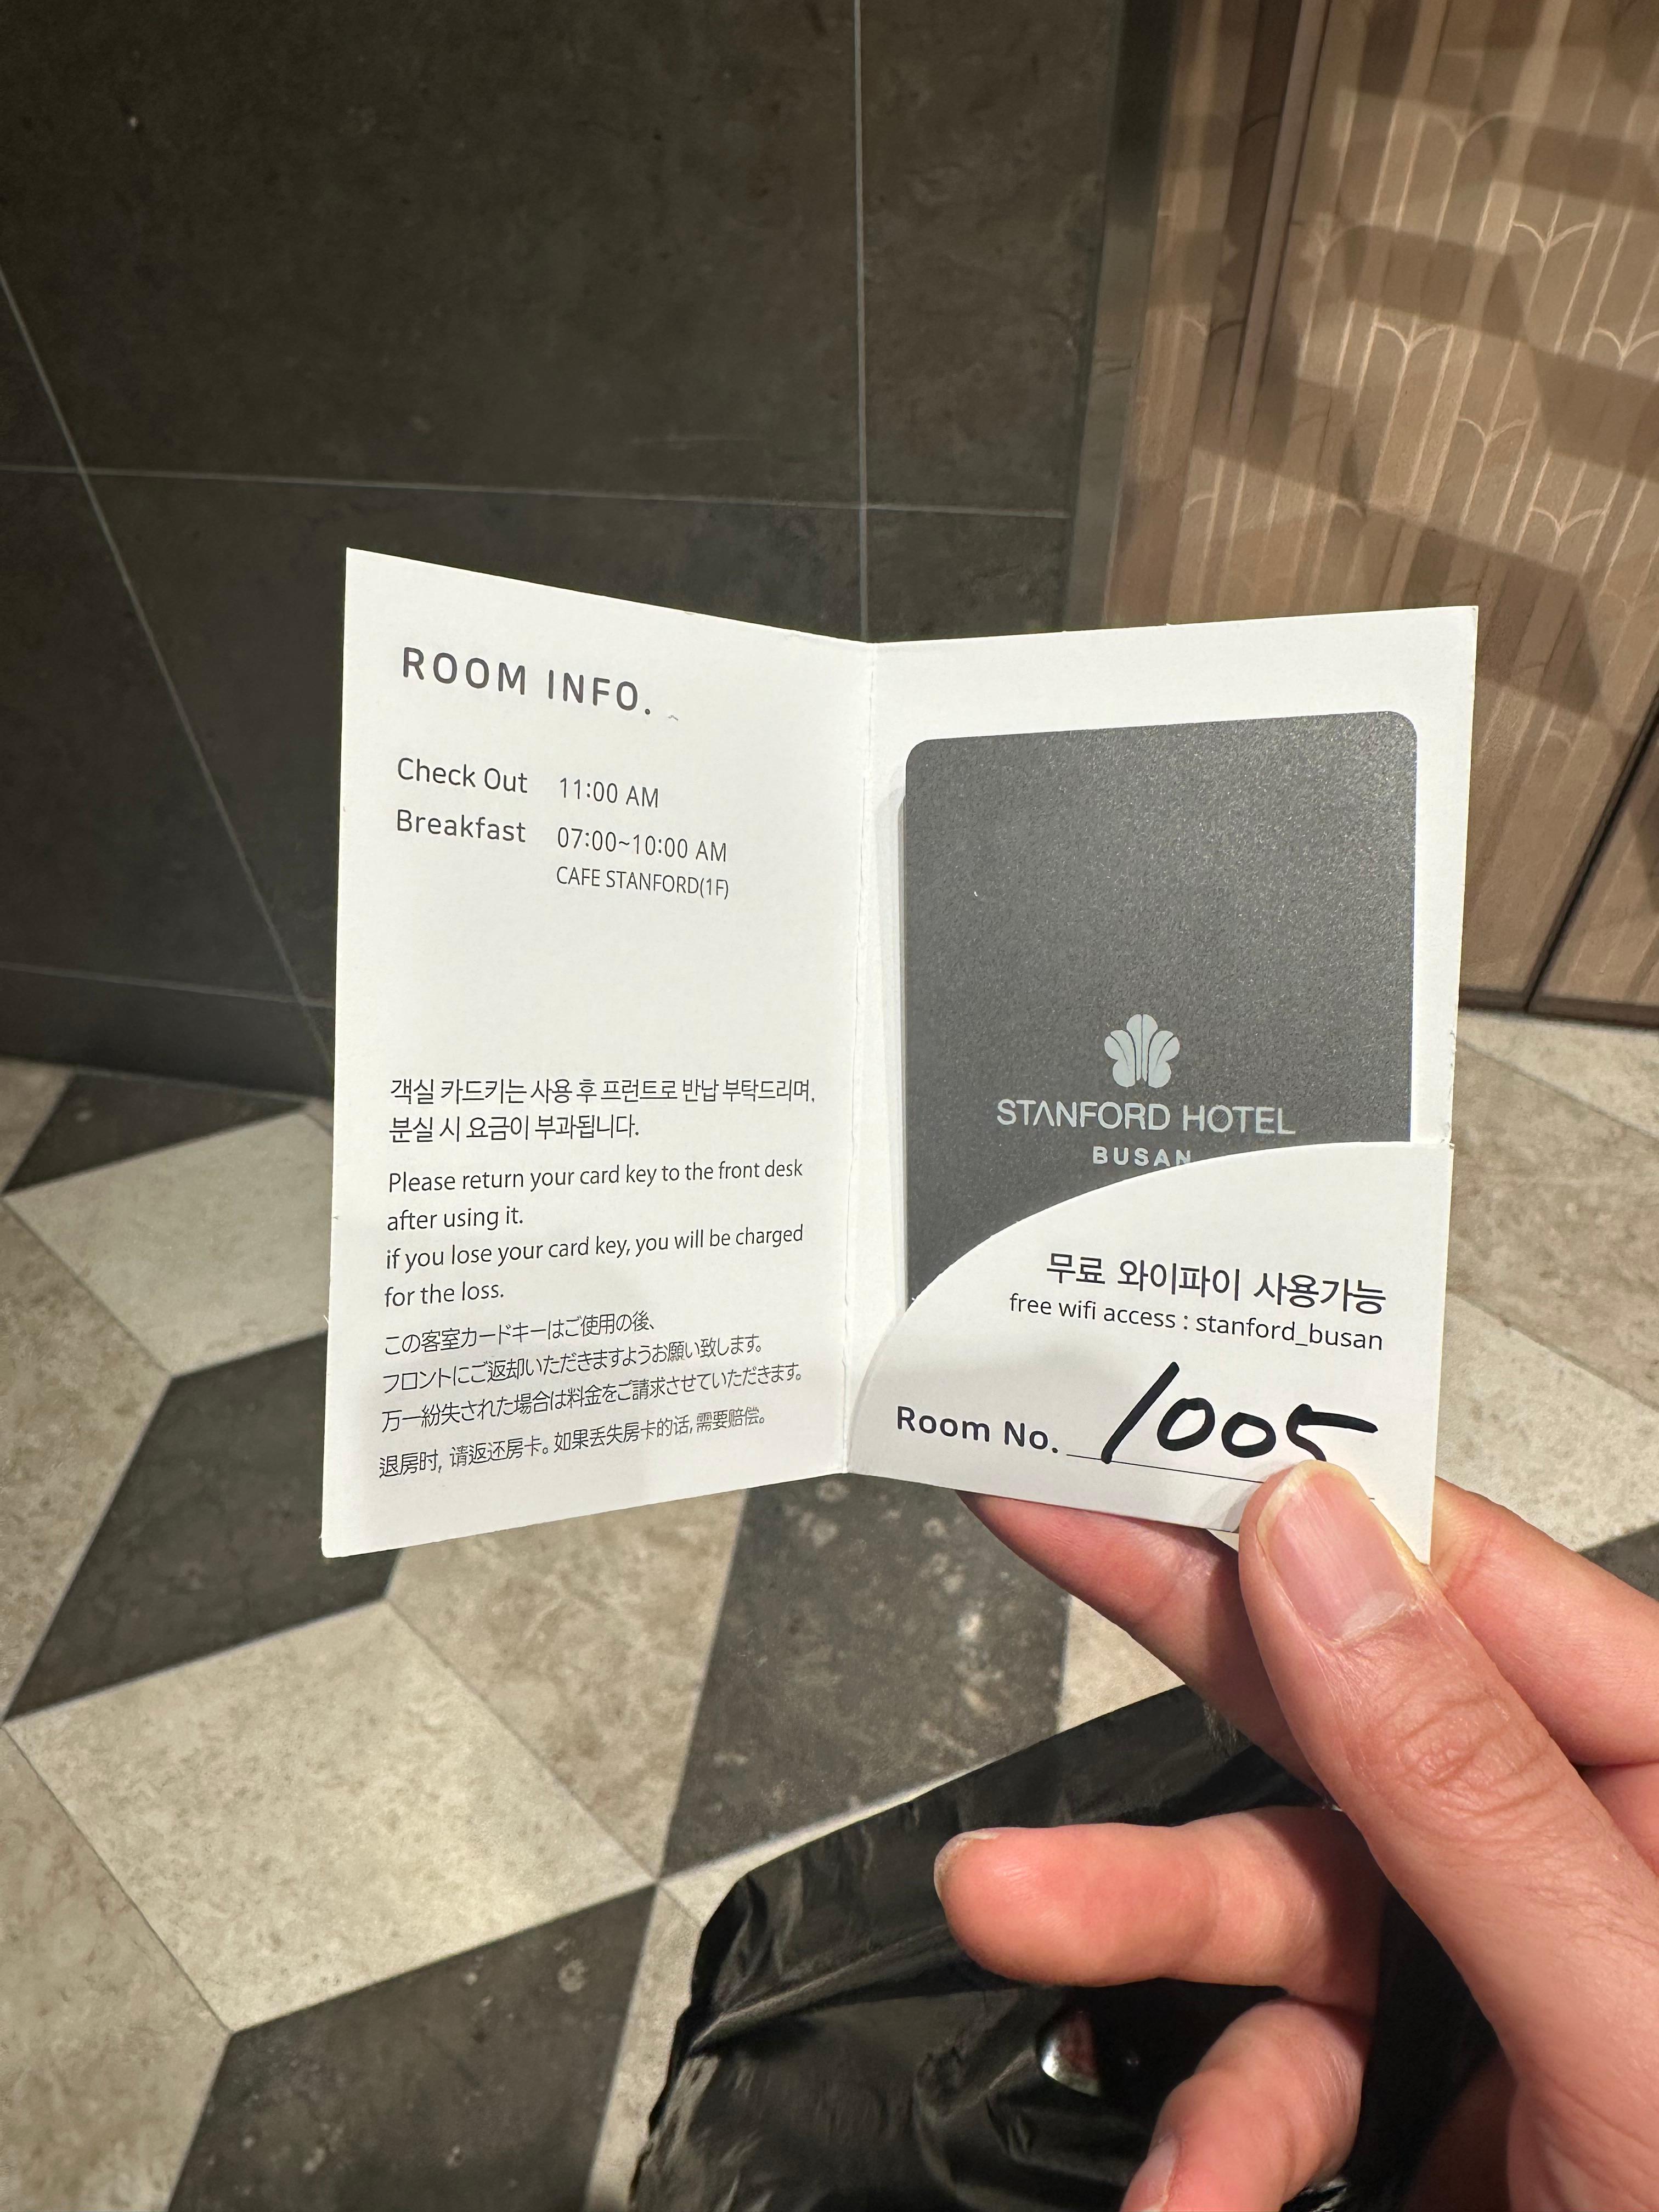 ROOM INFO.
Check Out 11:00 AM
Breakfast 07:00~10:00 AM
CAFE STANFORD(1F)
객실 카드키는 사용 후 프런트로 반납 부탁드리며,
분실 시 요금이 부과됩니다.
Please return your card key to the front desk
after using it.
if you lose your card key, you will be charged
for the loss.
この客室カードキーはご使用の後、
フロントにご返却いただきますようお願い致します。
万一紛失された場合は料金をご請求させていただきます。
退房时, 请返还房卡。如果丢失房卡的话, 需要赔偿。
STANFORD HOTEL
BUSAN
무료 와이파이 사용가능
free wifi access : stanford_busan
Room No. 1005